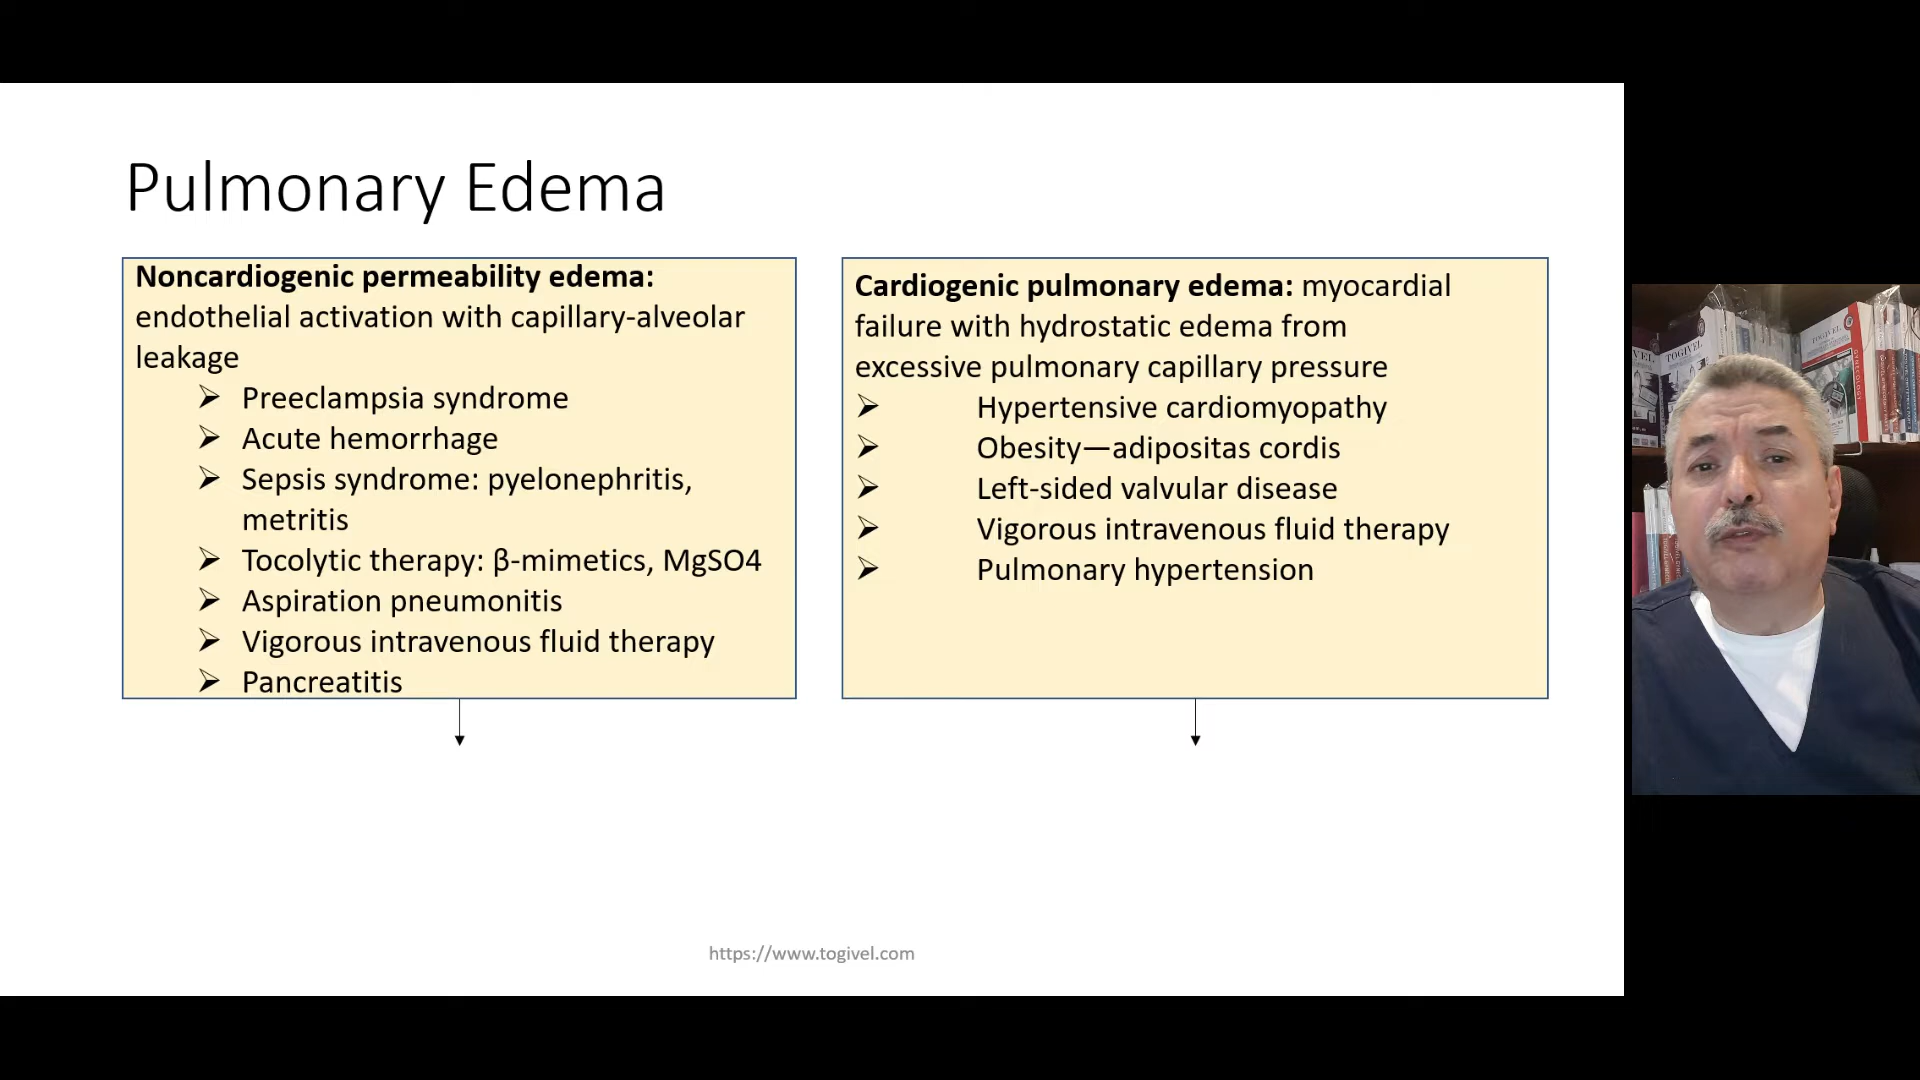 Pulmonary Edema
Noncardiogenic permeability edema:
endothelial activation with capillary-alveolar
leakage
Preeclampsia syndrome
Acute hemorrhage
Sepsis syndrome: pyelonephritis,
metritis
Tocolytic therapy: β-mimetics, MgSO4
Aspiration pneumonitis
Vigorous intravenous fluid therapy
Pancreatitis
Cardiogenic pulmonary edema: myocardial
failure with hydrostatic edema from
excessive pulmonary capillary pressure
Hypertensive cardiomyopathy
Obesity—adipositas cordis
Left-sided valvular disease
Vigorous intravenous fluid therapy
Pulmonary hypertension
https://www.togivel.com
TOGIVEL
TOGIVEL
GYNECOLOGY